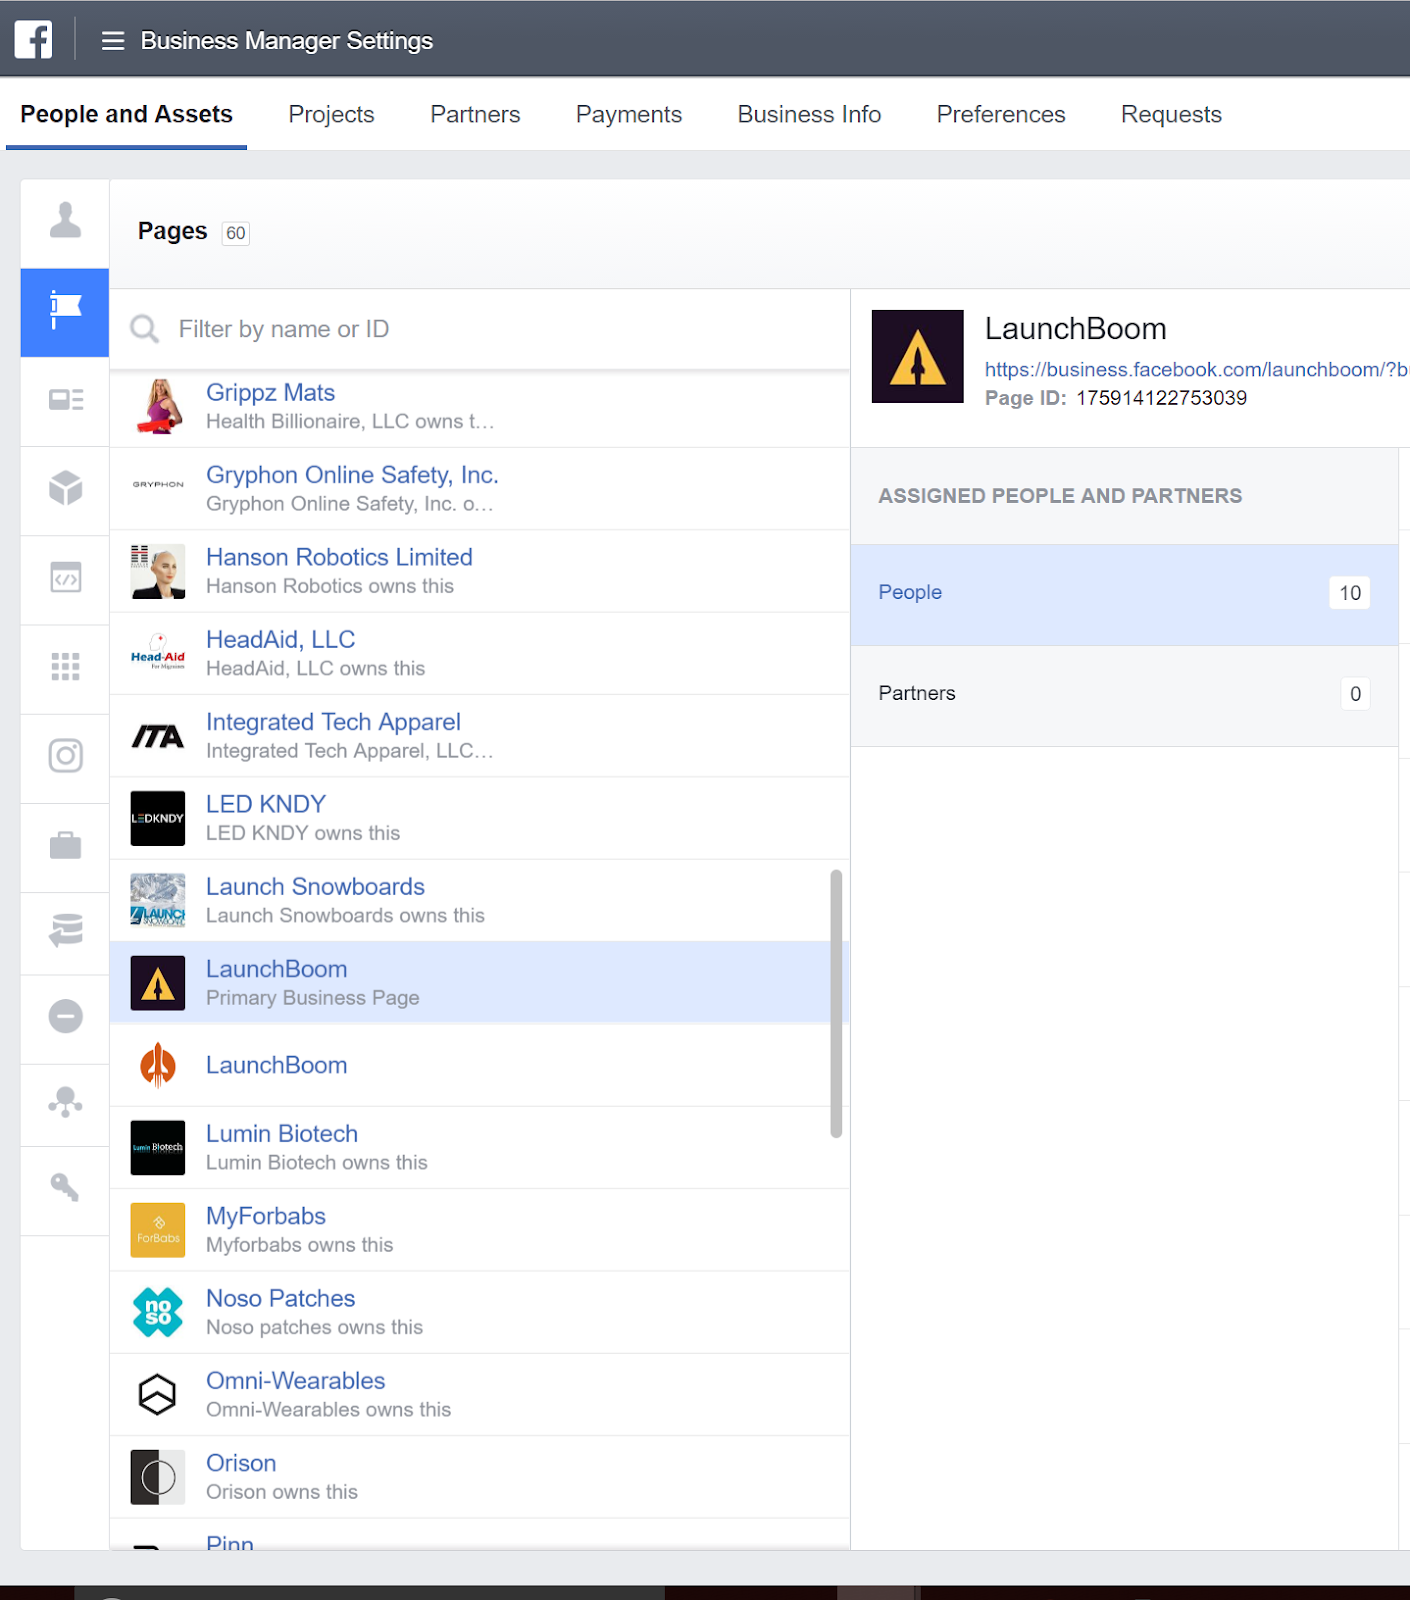 Business Manager Settings
People and Assets Projects Partners Payments Business Info Preferences Requests
Pages 60
Filter by name or ID
Grippz Mats
Health Billionaire, LLC owns t…
GRYPHON
Gryphon Online Safety, Inc.
Gryphon Online Safety, Inc. o…
Hanson Robotics Limited
Hanson Robotics owns this
Head-Aid
For Migraines
HeadAid, LLC
HeadAid, LLC owns this
ITA
Integrated Tech Apparel
Integrated Tech Apparel, LLC…
LEDKNDY
LED KNDY
LED KNDY owns this
LAUNCH
SNOWBOARDS
Launch Snowboards
Launch Snowboards owns this
LaunchBoom
Primary Business Page
LaunchBoom
Lumin Biotech
Lumin Biotech
Lumin Biotech owns this
ForBabs
MyForbabs
Myforbabs owns this
noso
Noso Patches
Noso patches owns this
Omni-Wearables
Omni-Wearables owns this
Orison
Orison owns this
Pinn
LaunchBoom
https://business.facebook.com/launchboom/?b
Page ID: 175914122753039
ASSIGNED PEOPLE AND PARTNERS
People 10
Partners 0